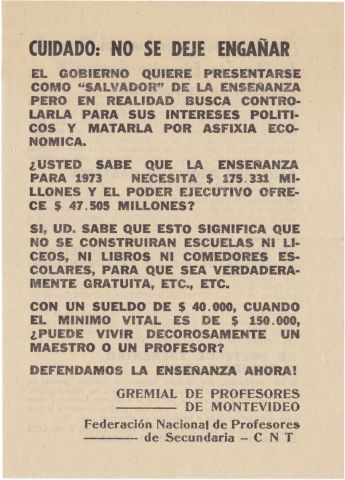 CUIDADO: NO SE DEJE ENGAÑAR
EL GOBIERNO QUIERE PRESENTARSE
COMO "SALVADOR" DE LA ENSEÑANZA
PERO EN REALIDAD BUSCA CONTRO-
LARLA PARA SUS INTERESES POLITI-
COS Y MATARLA POR ASFIXIA ECO-
NOMICA.
¿USTED SABE QUE LA ENSEÑANZA
PARA 1973 NECESITA $ 175.331 MI-
LLONES Y EL PODER EJECUTIVO OFRE-
CE $ 47.505 MILLONES?
SI, UD. SABE QUE ESTO SIGNIFICA QUE
NO SE CONSTRUIRAN ESCUELAS NI LI-
CEOS, NI LIBROS NI COMEDORES ES-
COLARES, PARA QUE SEA VERDADERA-
MENTE GRATUITA, ETC., ETC.
CON UN SUELDO DE $ 40.000, CUANDO
EL MINIMO VITAL ES DE $ 150.000,
¿PUEDE VIVIR DECOROSAMENTE UN
MAESTRO O UN PROFESOR?
DEFENDAMOS LA ENSEÑANZA AHORA!
GREMIAL DE PROFESORES
DE MONTEVIDEO
Federación Nacional de Profesores
de Secundaria – C N T